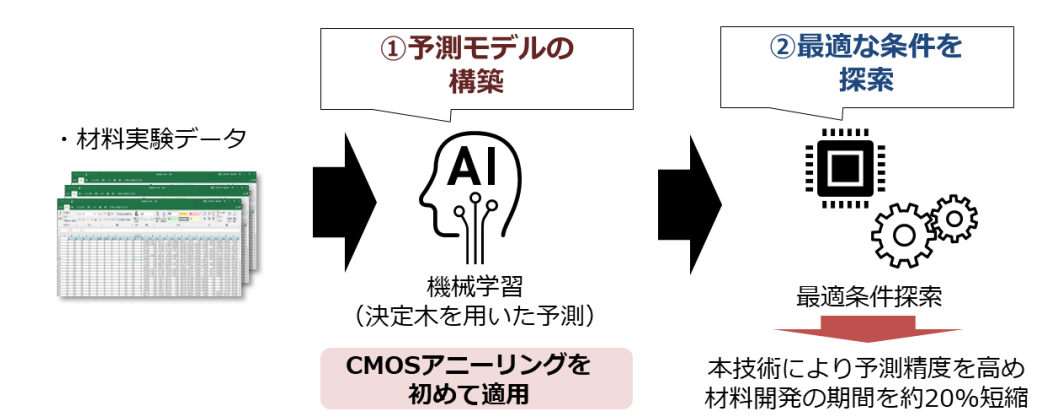 ①予測モデルの
構築
②最適な条件を
探索
・材料実験データ
AI
機械学習
（決定木を用いた予測）
最適条件探索
CMOSアニーリングを
初めて適用
本技術により予測精度を高め
材料開発の期間を約20%短縮